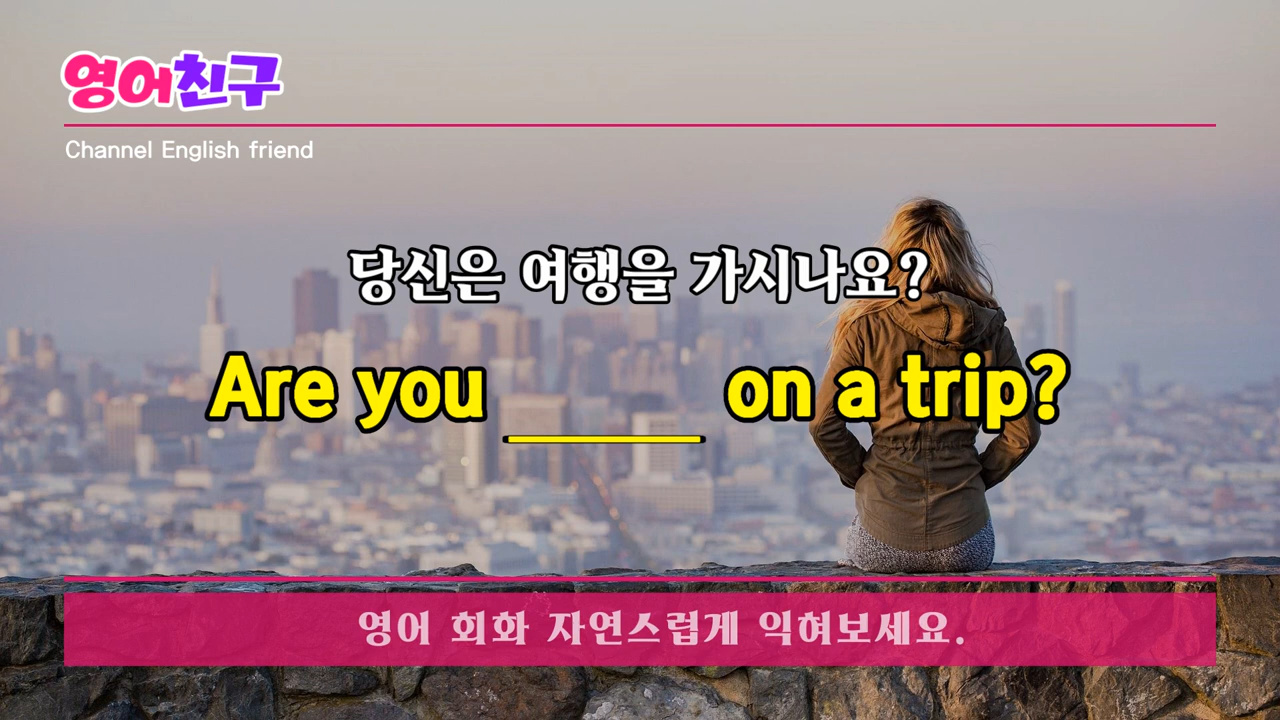 영어친구
Channel English friend
당신은 여행을 가시나요?
Are you ____ on a trip?
영어 회화 자연스럽게 익혀보세요.